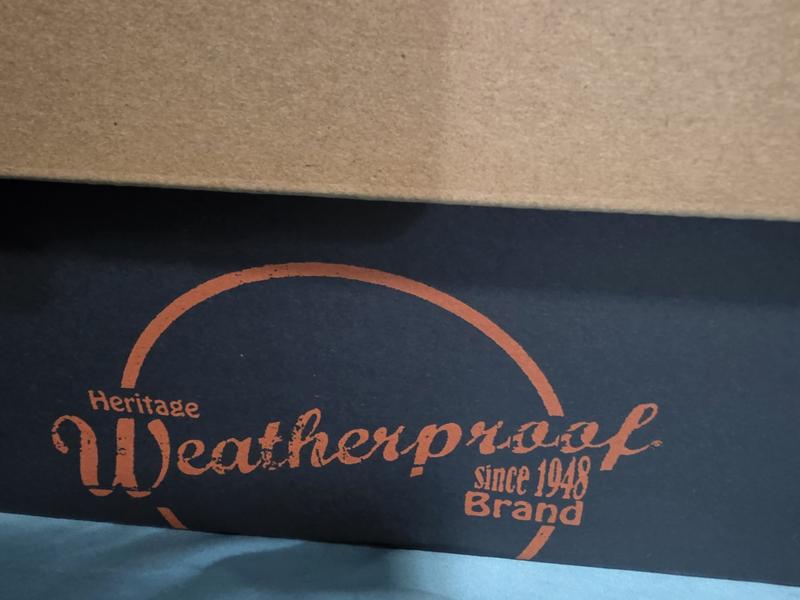 Heritage
Weatherproof
since 1948
Brand